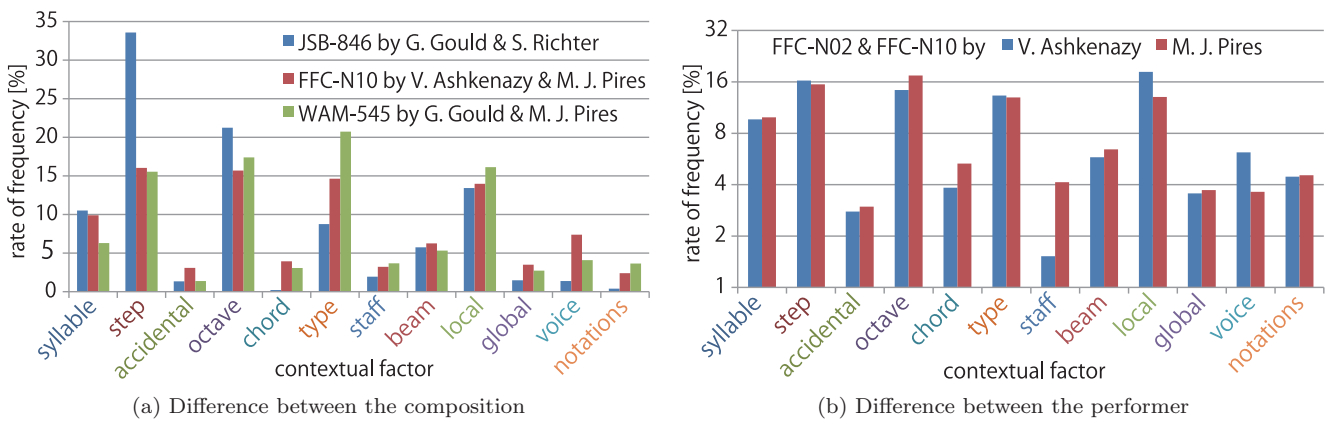 35
30
25
20
15
10
5
0
rate of frequency [%]
JSB-846 by G. Gould & S. Richter
FFC-N10 by V. Ashkenazy & M. J. Pires
WAM-545 by G. Gould & M. J. Pires
syllable
step
accidental
octave
chord
type
staff
beam
local
global
voice
notations
contextual factor
(a) Difference between the composition
32
16
8
4
2
1
rate of frequency [%]
FFC-N02 & FFC-N10 by V. Ashkenazy M. J. Pires
syllable
step
accidental
octave
chord
type
staff
beam
local
global
voice
notations
contextual factor
(b) Difference between the performer